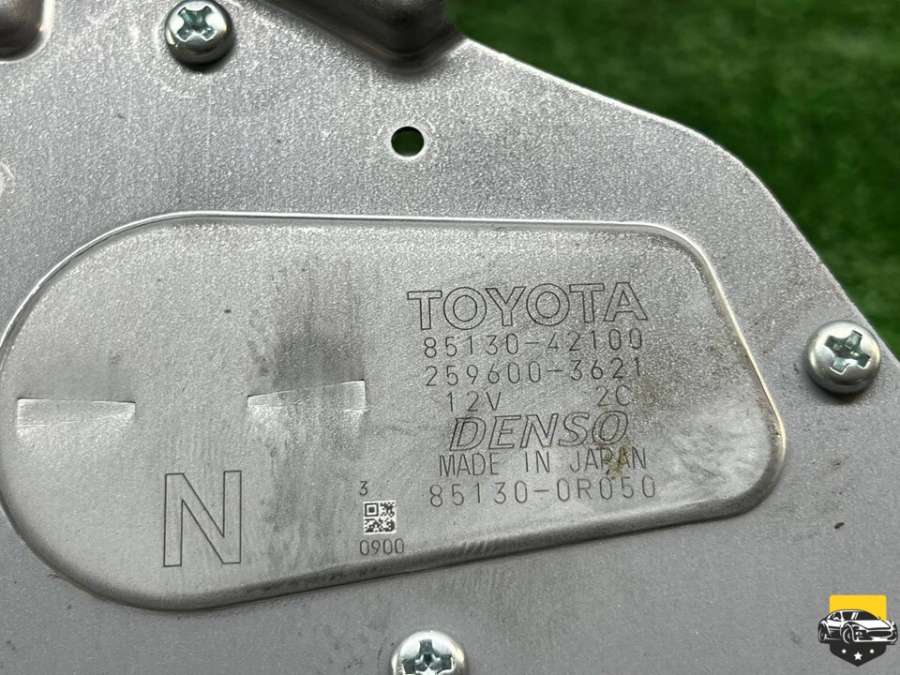 TOYOTA
85130-42100
259600-3621
12V 2C
DENSO
MADE IN JAPAN
85130-0R050
N
3
0900